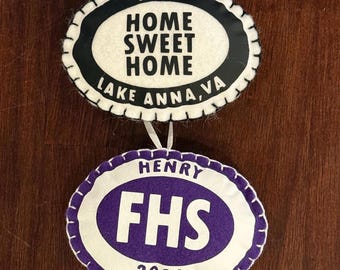 HOME
SWEET
HOME
LAKE ANNA, VA
HENRY
FHS